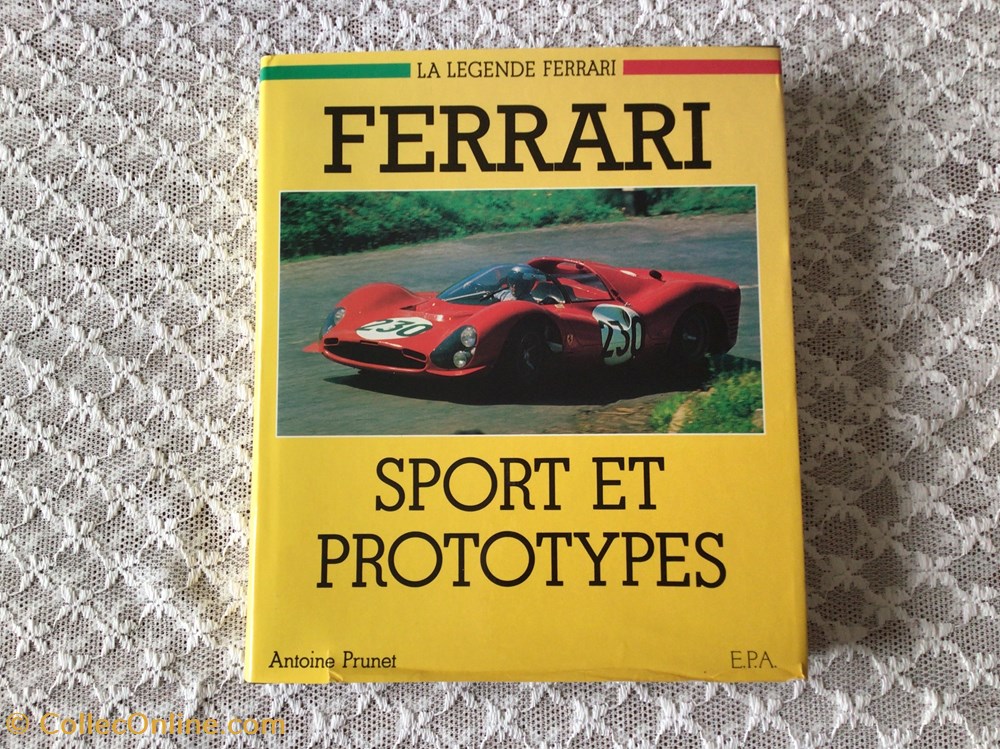 LA LEGENDE FERRARI
FERRARI
230
230
SPORT ET
PROTOTYPES
Antoine Prunet
E.P.A.
© CollecOnline.com